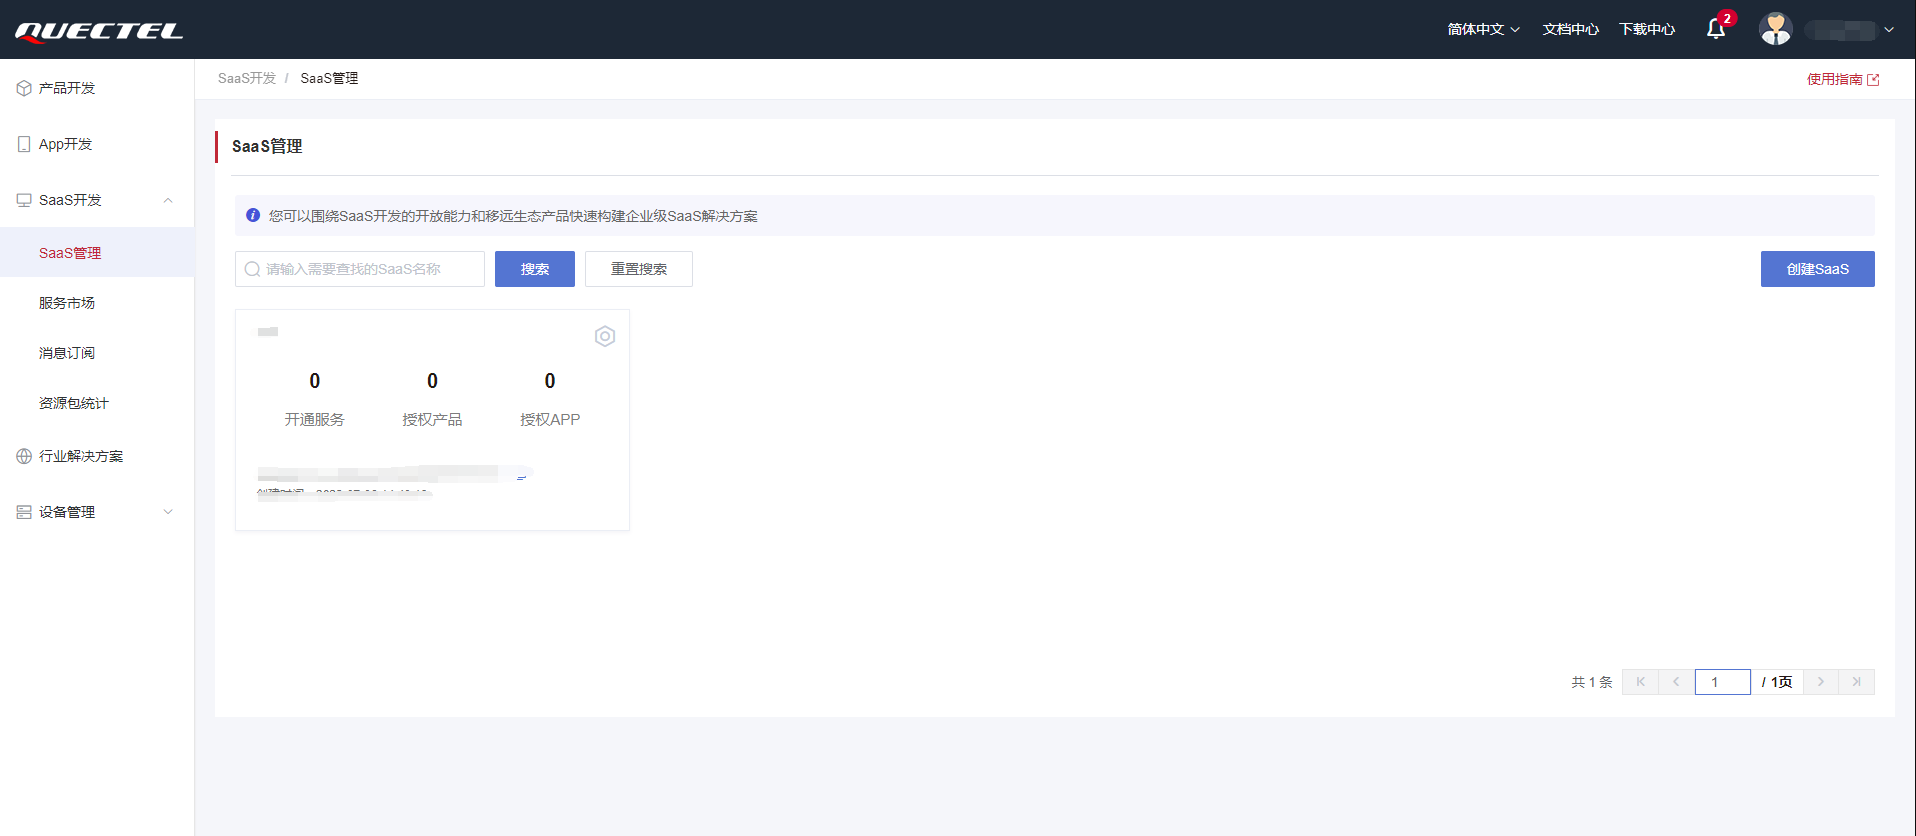 QUECTEL
简体中文 文档中心 下载中心 2
产品开发
App开发
SaaS开发
SaaS管理
服务市场
消息订阅
资源包统计
行业解决方案
设备管理
SaaS开发 / SaaS管理
使用指南
SaaS管理
您可以围绕SaaS开发的开放能力和移远生态产品快速构建企业级SaaS解决方案
请输入需要查找的SaaS名称 搜索 重置搜索 创建SaaS
0 0 0
开通服务 授权产品 授权APP
共 1 条 1 / 1页